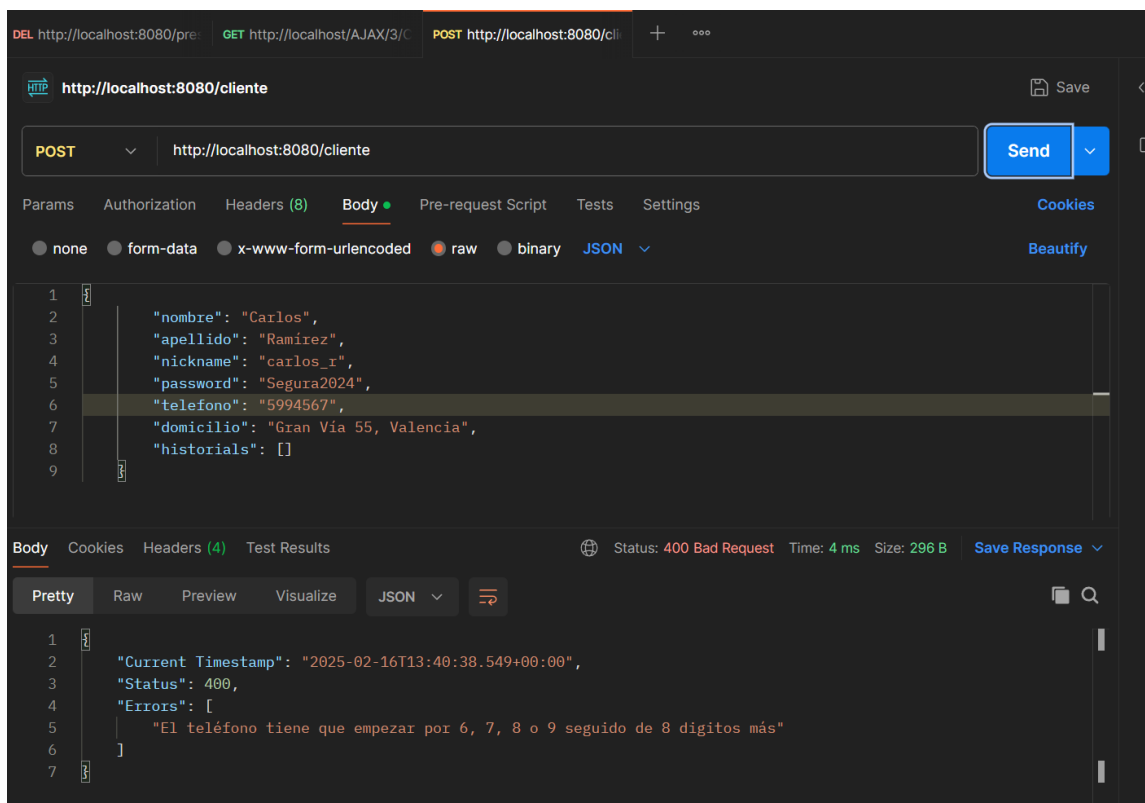 DEL http://localhost:8080/pre: GET http://localhost/AJAX/3/C POST http://localhost:8080/cli + ooo
HTTP http://localhost:8080/cliente Save
POST http://localhost:8080/cliente Send
Params Authorization Headers (8) Body Pre-request Script Tests Settings Cookies
none form-data x-www-form-urlencoded raw binary JSON Beautify
1 {
2 "nombre": "Carlos",
3 "apellido": "Ramírez",
4 "nickname": "carlos_r",
5 "password": "Segura2024",
6 "telefono": "5994567",
7 "domicilio": "Gran Vía 55, Valencia",
8 "historials": []
9 }
Body Cookies Headers (4) Test Results Status: 400 Bad Request Time: 4 ms Size: 296 B Save Response
Pretty Raw Preview Visualize JSON
1 {
2 "Current Timestamp": "2025-02-16T13:40:38.549+00:00",
3 "Status": 400,
4 "Errors": [
5 "El teléfono tiene que empezar por 6, 7, 8 o 9 seguido de 8 digitos más"
6 ]
7 }